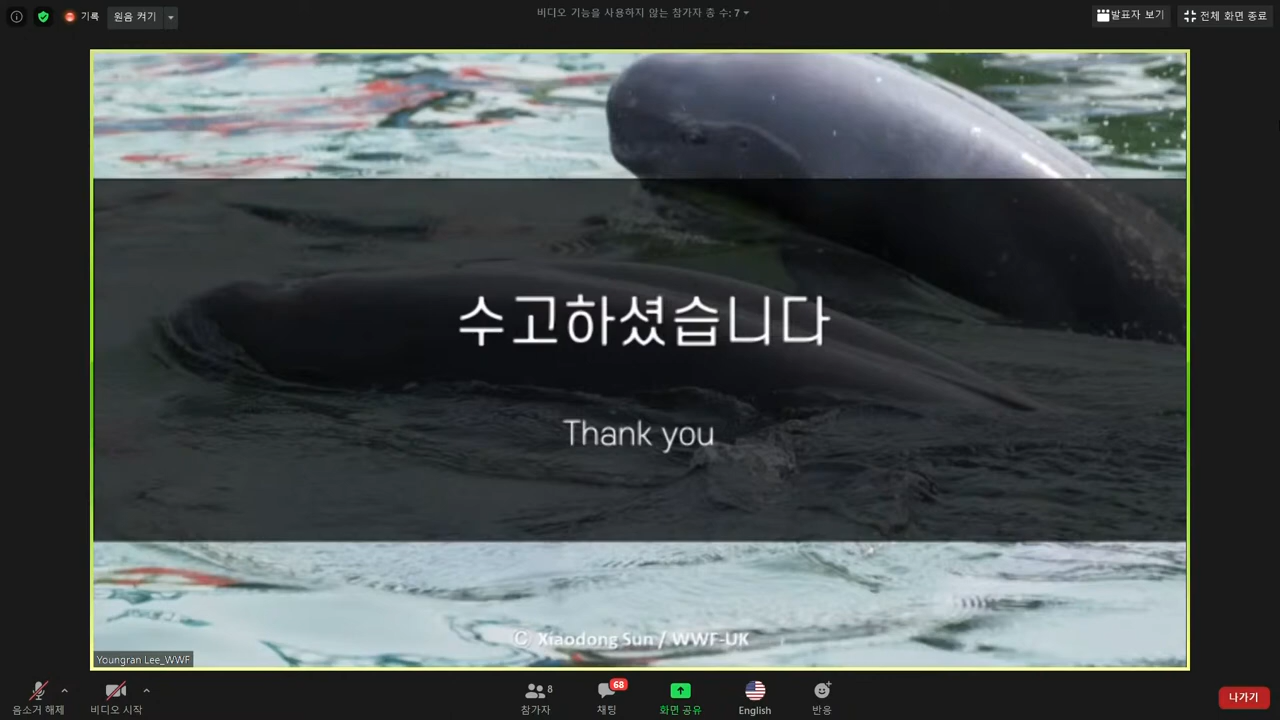 기록
원음 켜기
비디오 기능을 사용하지 않는 참가자 총 수: 7
발표자 보기
전체 화면 종료
수고하셨습니다
Thank you
© Xiaodong Sun / WWF-UK
Youngran Lee_WWF
음소거 해제
비디오 시작
8
참가자
68
채팅
화면 공유
English
반응
나가기